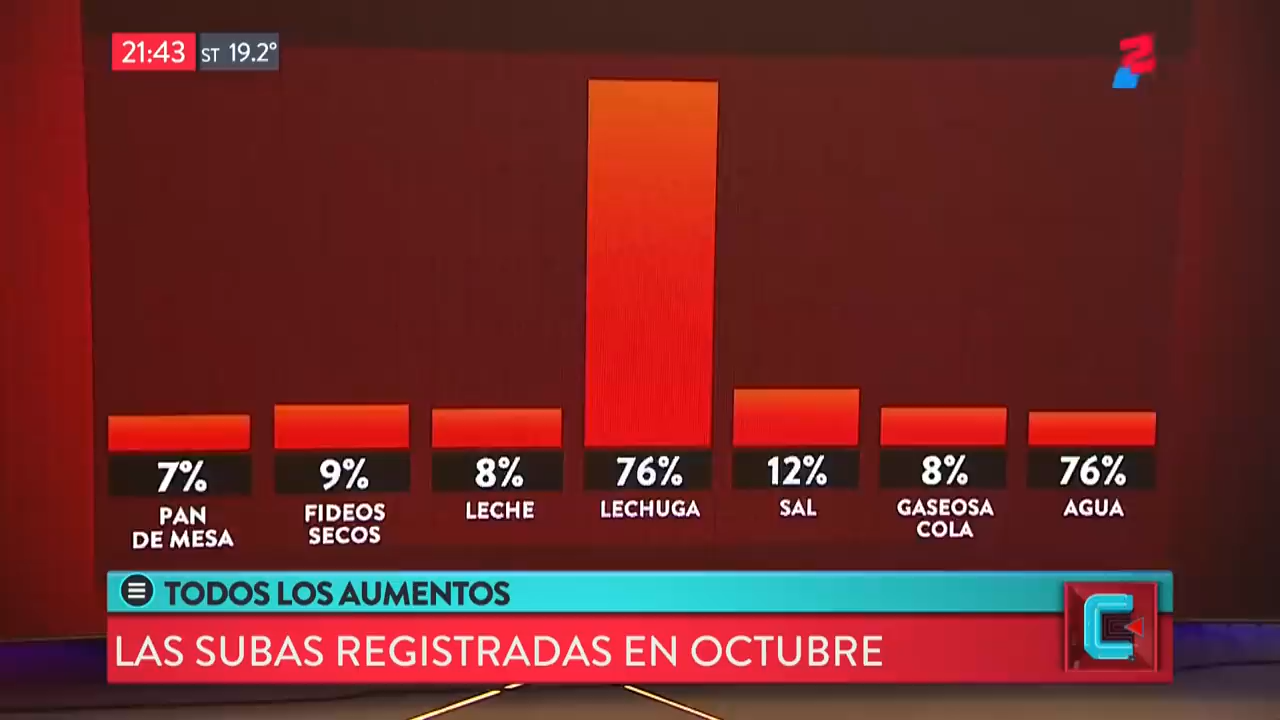 21:43 ST 19.2°
7% 9% 8% 76% 12% 8% 76%
PAN DE MESA
FIDEOS SECOS
LECHE
LECHUGA
SAL
GASEOSA COLA
AGUA
TODOS LOS AUMENTOS
LAS SUBAS REGISTRADAS EN OCTUBRE